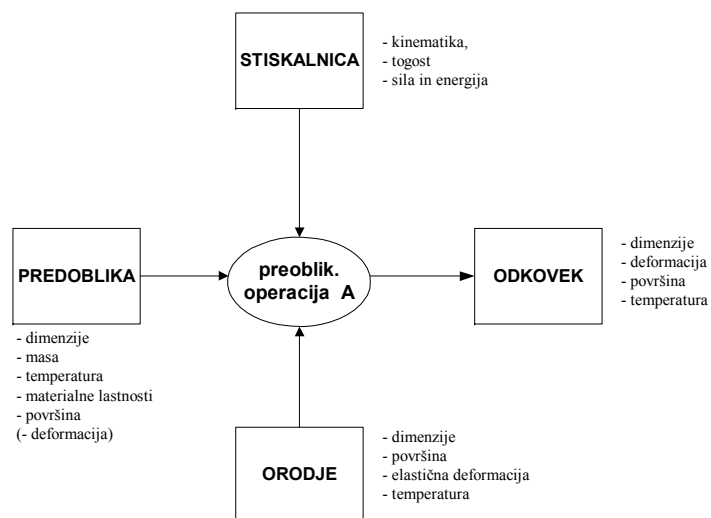 STISKALNICA
- kinematika,
- togost
- sila in energija
PREDOBLIKA
- dimenzije
- masa
- temperatura
- materialne lastnosti
- površina
(- deformacija)
preoblik.
operacija A
ODKOVEK
- dimenzije
- deformacija
- površina
- temperatura
ORODJE
- dimenzije
- površina
- elastična deformacija
- temperatura